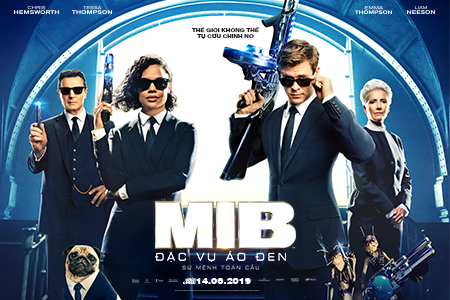 CHRIS
HEMSWORTH
TESSA
THOMPSON
EMMA
THOMPSON
LIAM
NEESON
THẾ GIỚI KHÔNG THỂ
TỰ CỨU CHÍNH NÓ
MIB
ĐẶC VỤ ÁO ĐEN
SỨ MỆNH TOÀN CẦU
14.06.2019